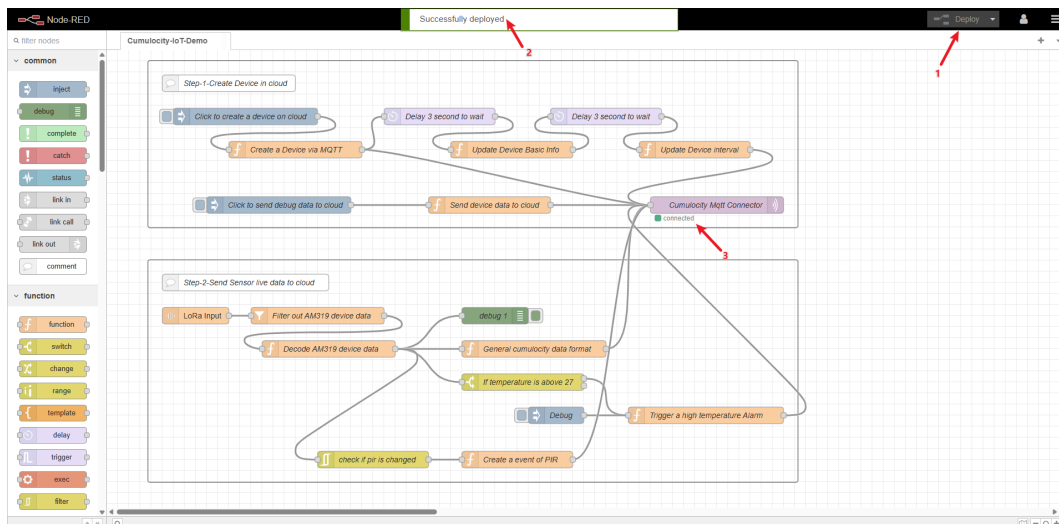 Node-RED
Successfully deployed
Deploy
filter nodes
Cumulocity-IoT-Demo
2
1
common
inject
debug
complete
catch
status
link in
link call
link out
comment
function
function
switch
change
range
template
delay
trigger
exec
filter
Step-1-Create Device in cloud
Click to create a device on cloud
Delay 3 second to wait
Delay 3 second to wait
Create a Device via MQTT
Update Device Basic Info
Update Device interval
Click to send debug data to cloud
Send device data to cloud
Cumulocity Mqtt Connector
connected
3
Step-2-Send Sensor live data to cloud
LoRa Input
Filter out AM319 device data
debug 1
Decode AM319 device data
General cumulocity data format
If temperature is above 27
Debug
Trigger a high temperature Alarm
check if pir is changed
Create a event of PIR